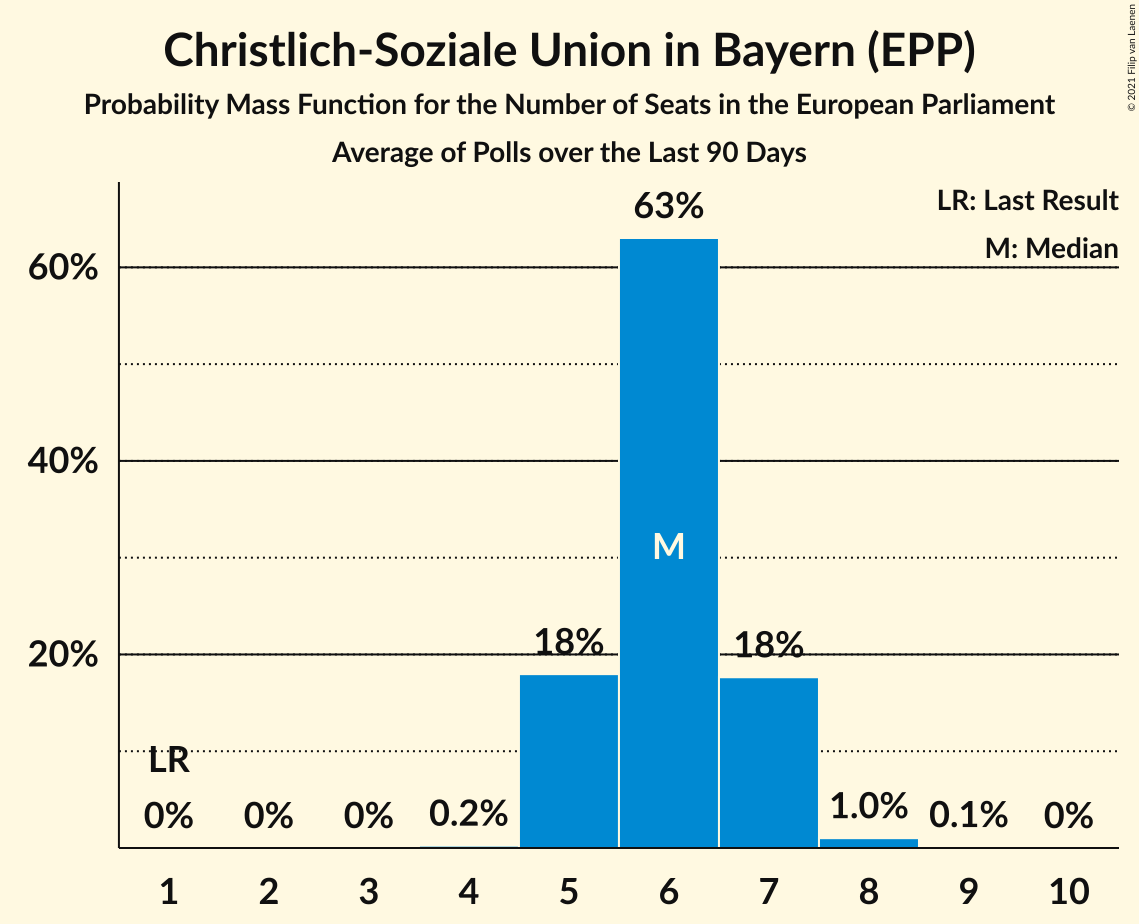 Christlich-Soziale Union in Bayern (EPP)
Probability Mass Function for the Number of Seats in the European Parliament
Average of Polls over the Last 90 Days
© 2021 Filip van Laenen
LR: Last Result
M: Median
63%
60%
40%
M
18%
18%
20%
LR
0%
0%
0%
0.2%
1.0%
0.1%
0%
1 2 3 4 5 6 7 8 9 10